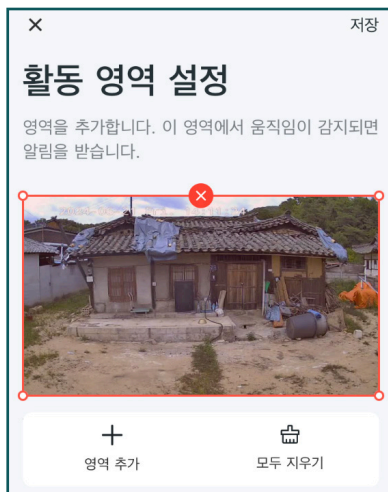 저장
활동 영역 설정
영역을 추가합니다. 이 영역에서 움직임이 감지되면
알림을 받습니다.
영역 추가
모두 지우기